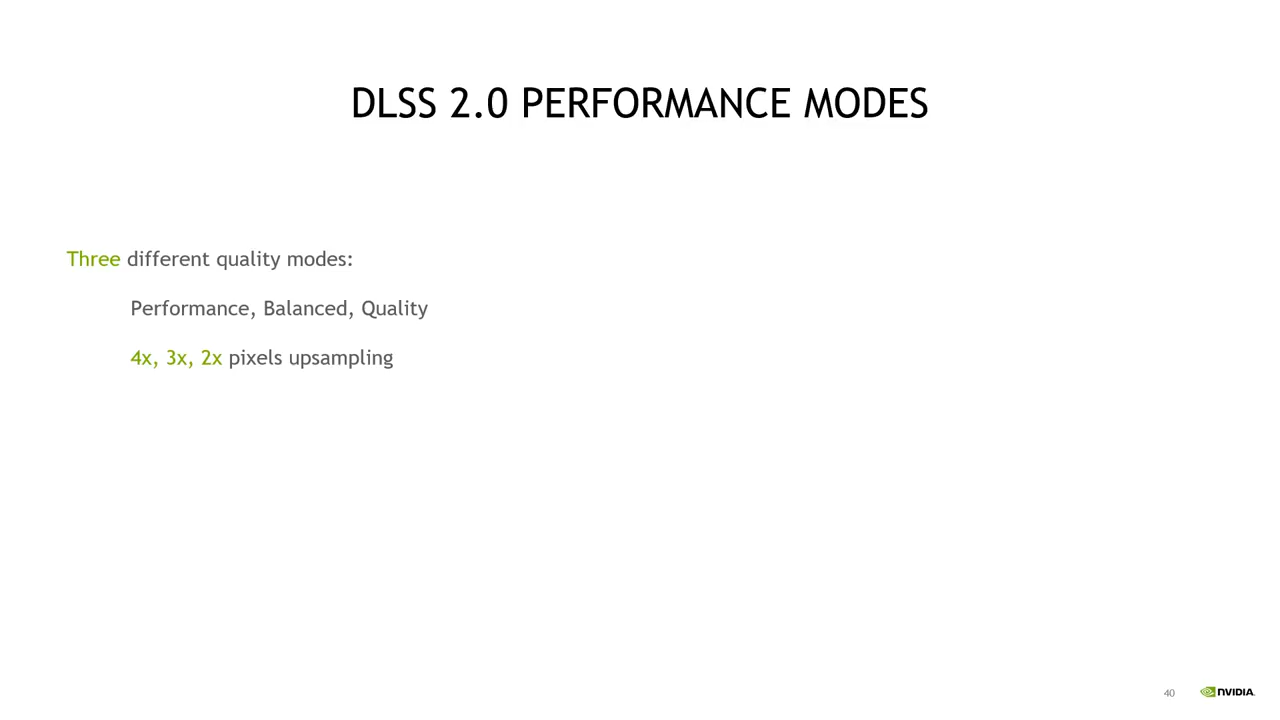 DLSS 2.0 PERFORMANCE MODES
Three different quality modes:
Performance, Balanced, Quality
4x, 3x, 2x pixels upsampling
40
NVIDIA.